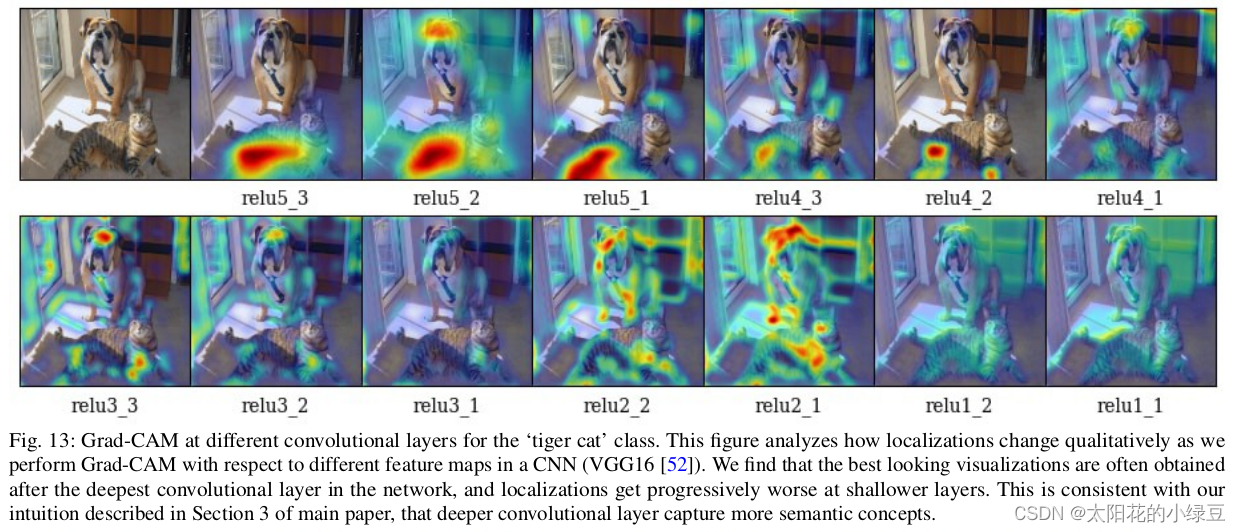 relu5_3 relu5_2 relu5_1 relu4_3 relu4_2 relu4_1
relu3_3 relu3_2 relu3_1 relu2_2 relu2_1 relu1_2 relu1_1
Fig. 13: Grad-CAM at different convolutional layers for the ‘tiger cat’ class. This figure analyzes how localizations change qualitatively as we
perform Grad-CAM with respect to different feature maps in a CNN (VGG16 [52]). We find that the best looking visualizations are often obtained
after the deepest convolutional layer in the network, and localizations get progressively worse at shallower layers. This is consistent with our
intuition described in Section 3 of main paper, that deeper convolutional layer capture more semantic concepts.
CSDN @太阳花的小绿豆